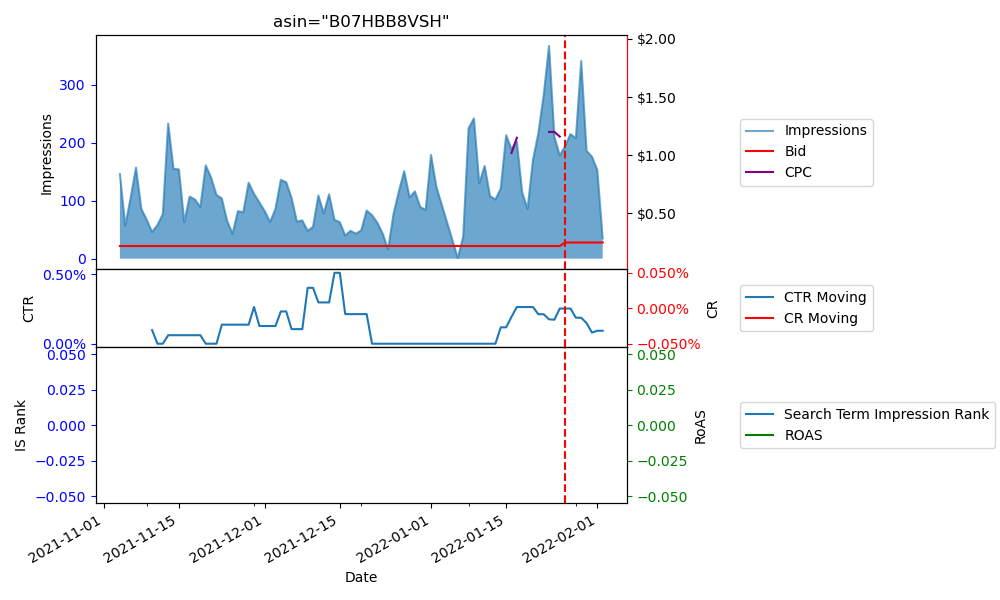 asin="B07HBB8VSH"
Impressions
300
200
100
0
$2.00
$1.50
$1.00
$0.50
Impressions
Bid
CPC
CTR
0.50%
0.00%
0.050%
0.000%
−0.050%
CR
CTR Moving
CR Moving
IS Rank
0.050
0.025
0.000
−0.025
−0.050
0.050
0.025
0.000
−0.025
−0.050
RoAS
Search Term Impression Rank
ROAS
2021-11-01
2021-11-15
2021-12-01
2021-12-15
2022-01-01
2022-01-15
2022-02-01
Date